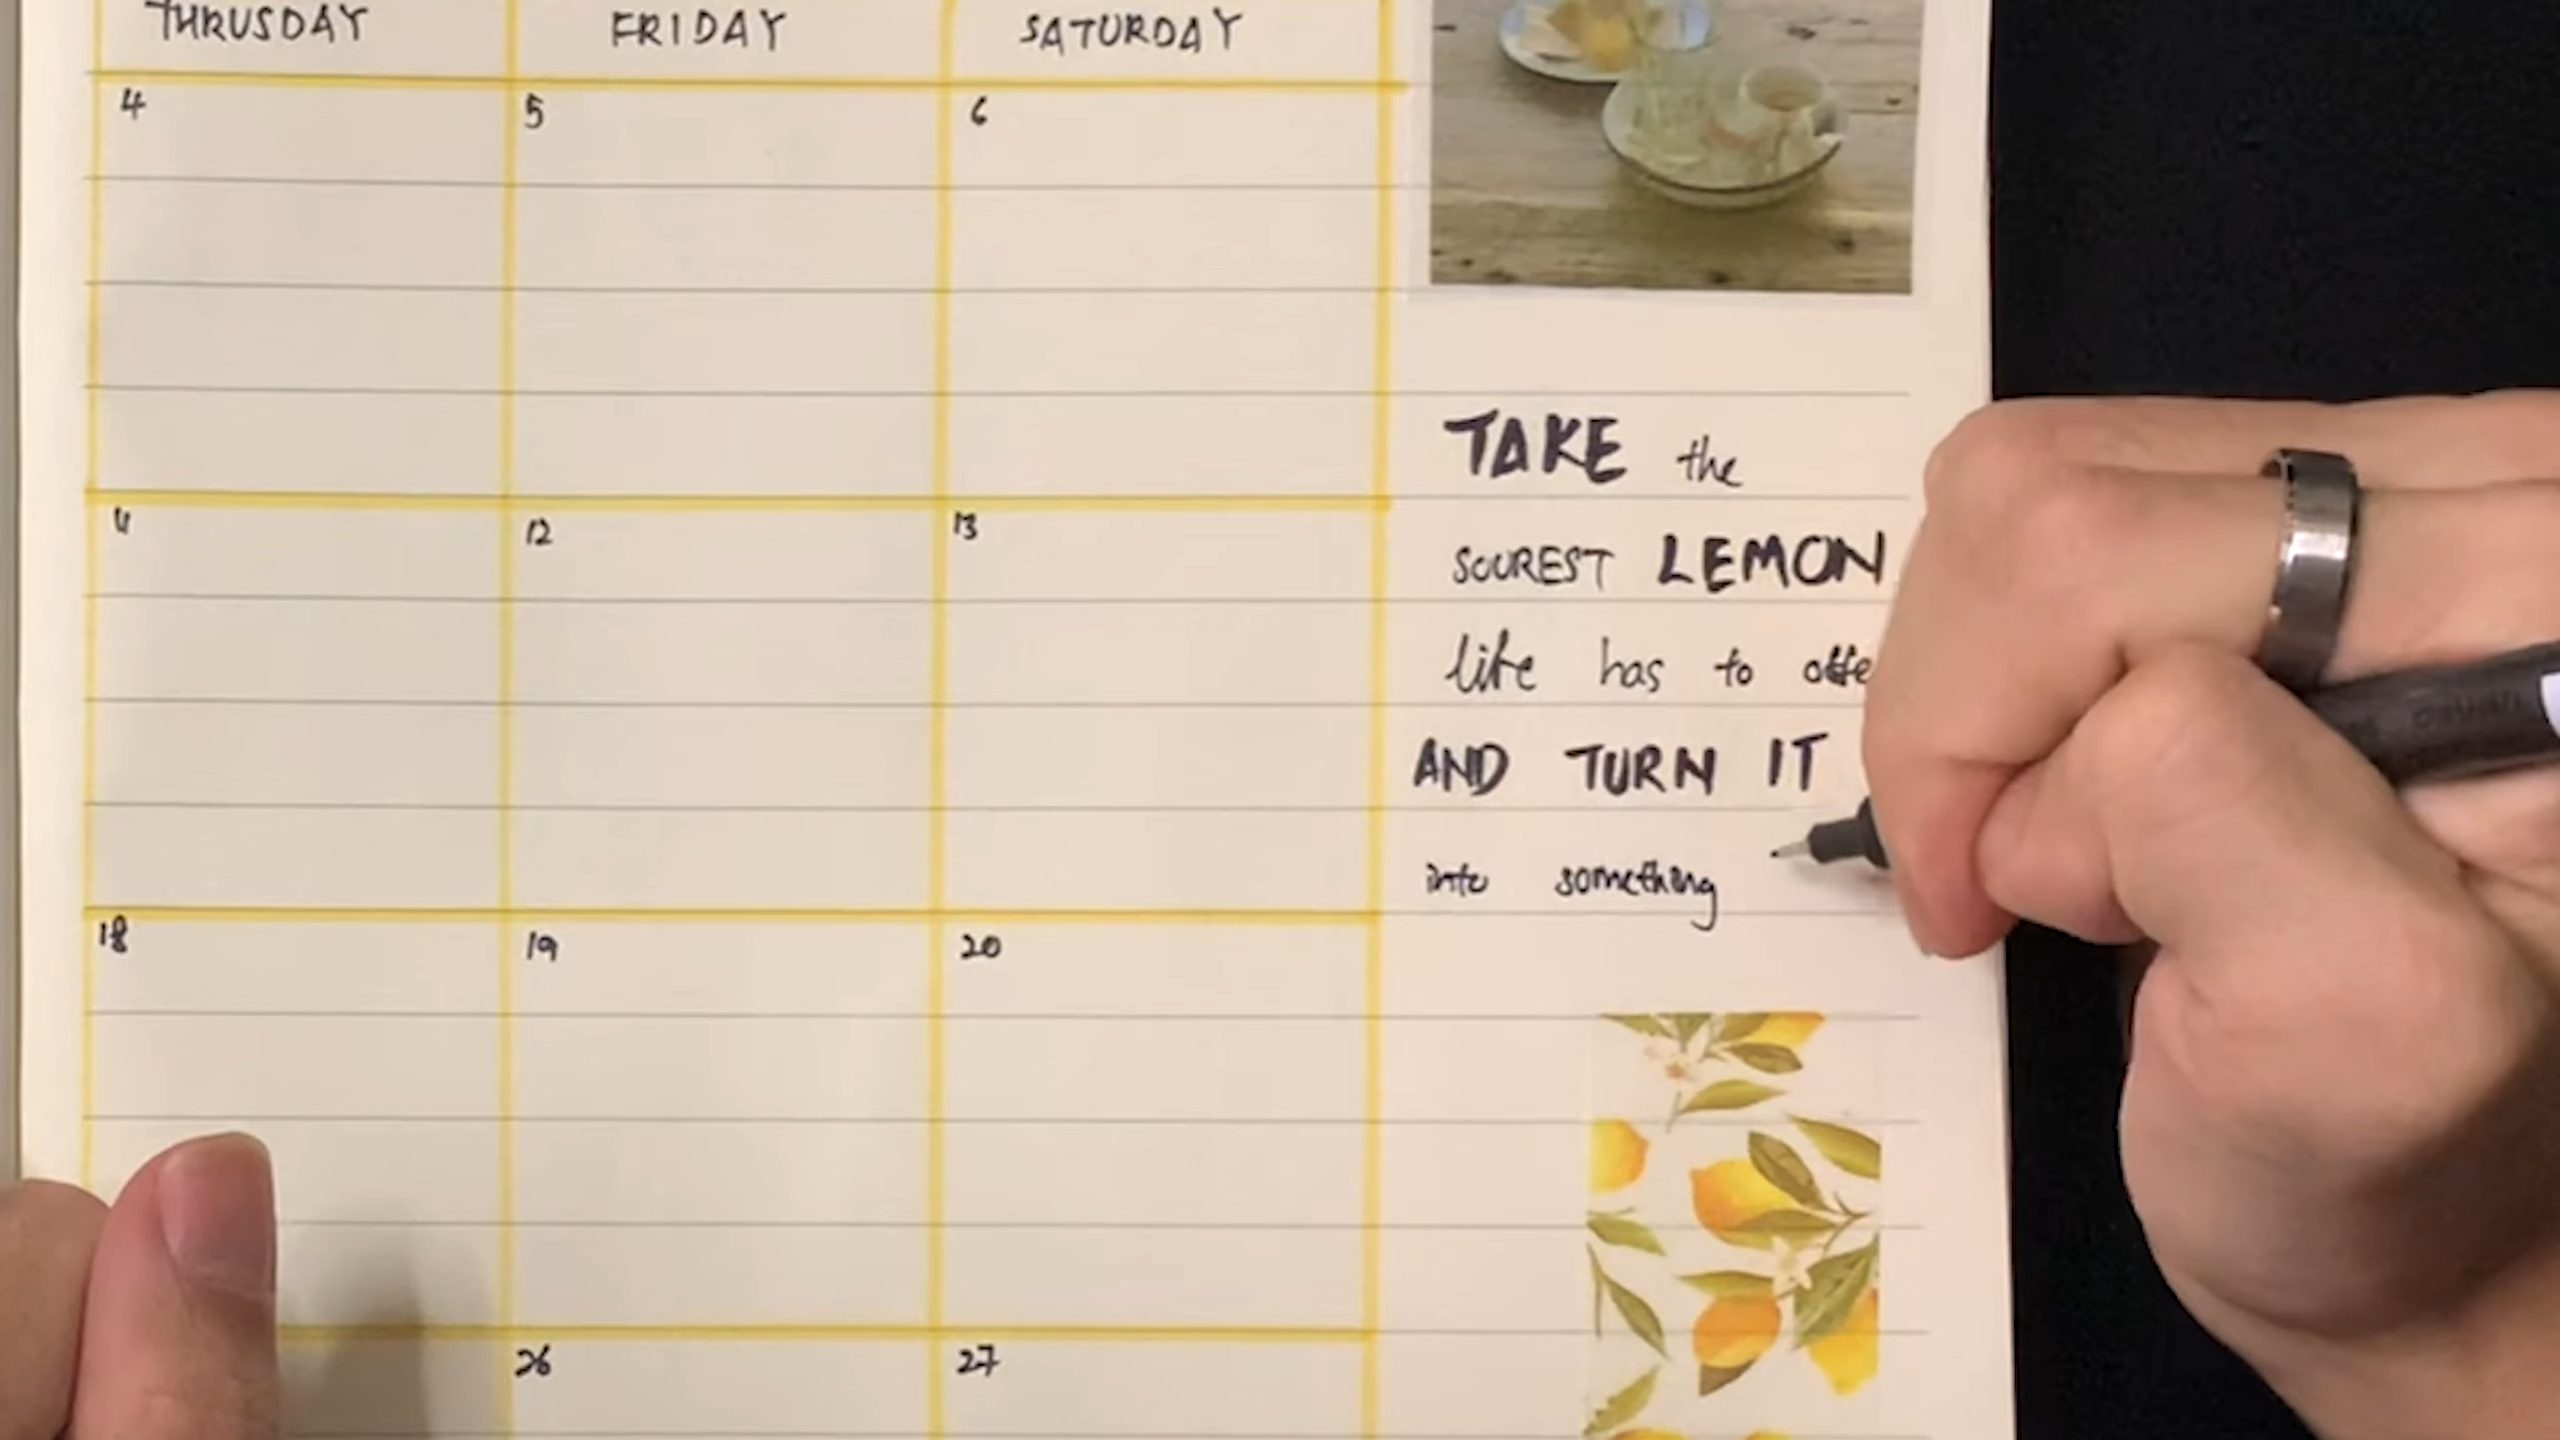 THRUSDAY FRIDAY SATURDAY
4 5 6
TAKE the
SOUREST LEMON
11 12 13
life has to offe
AND TURN IT
into something
18 19 20
26 27